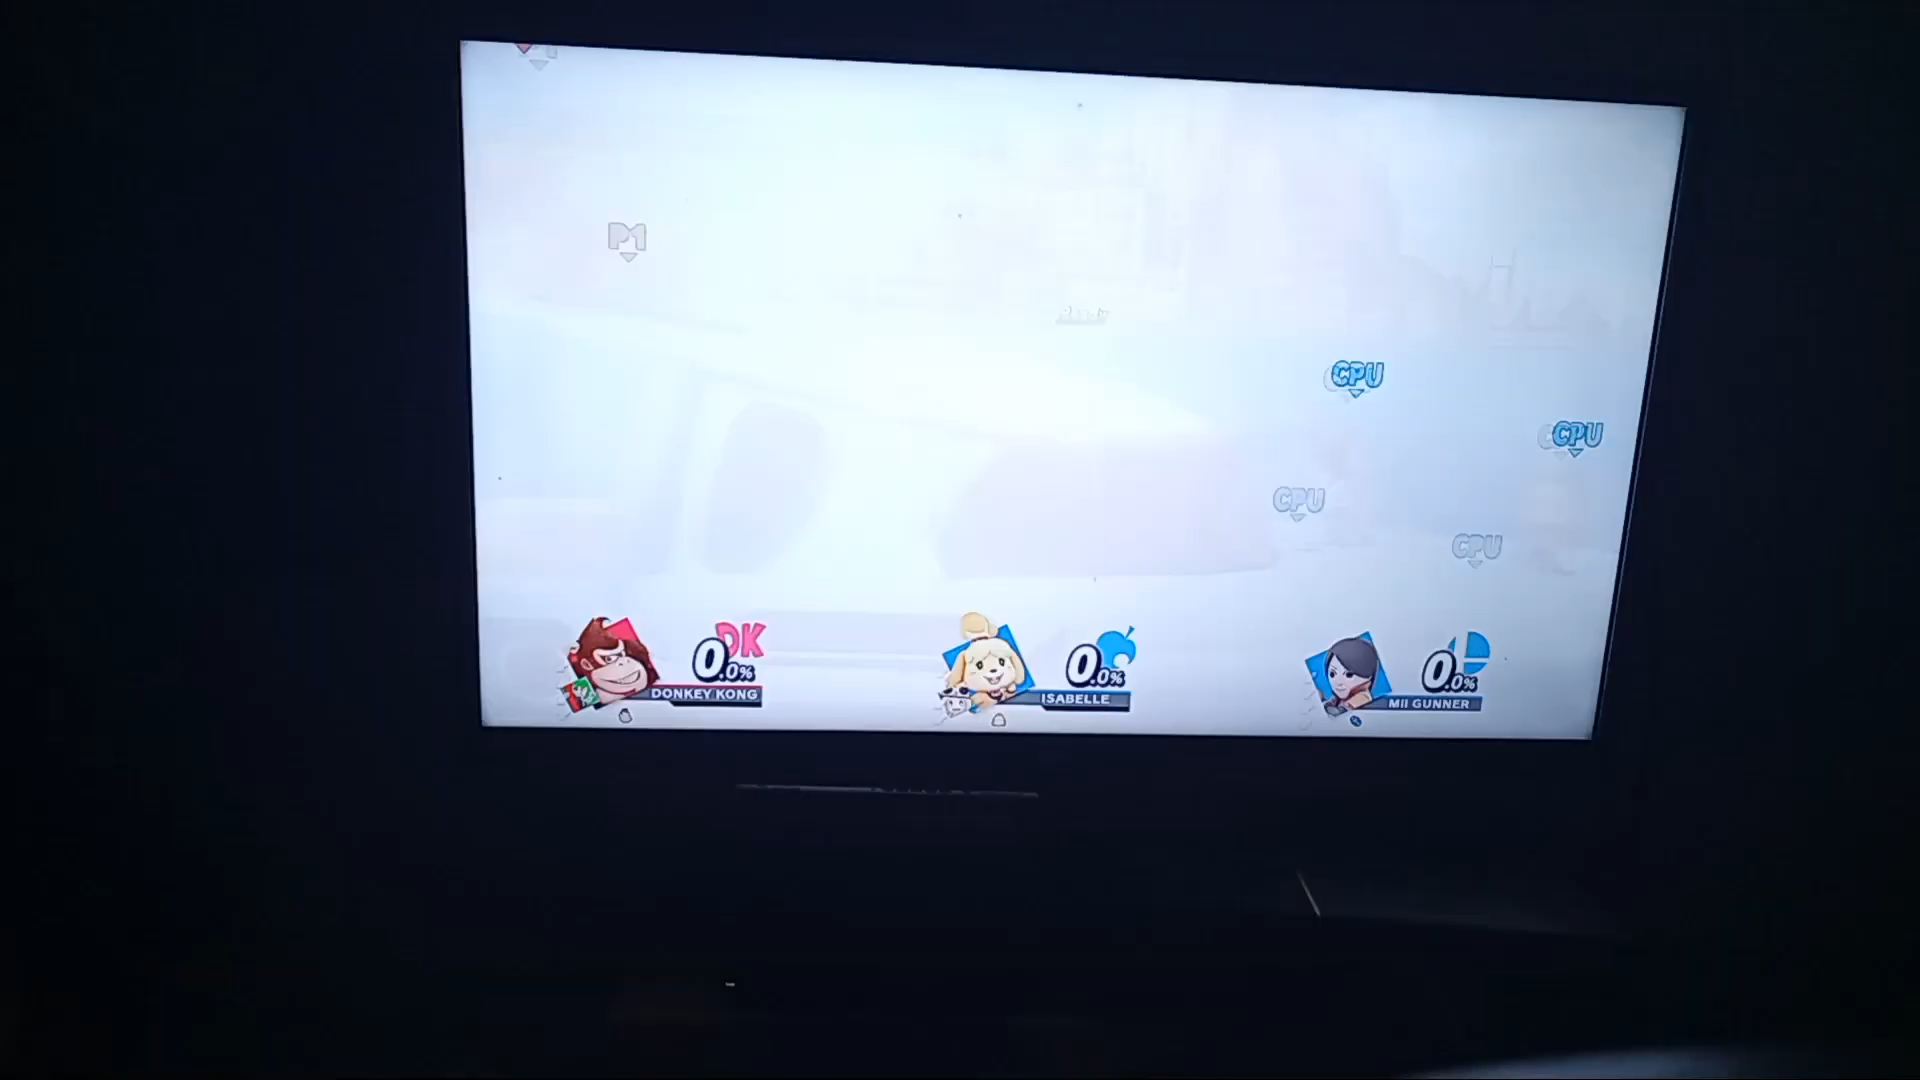 P1
CPU
CPU
CPU
CPU
DK
0.0%
DONKEY KONG
0.0%
ISABELLE
0.0%
MII GUNNER